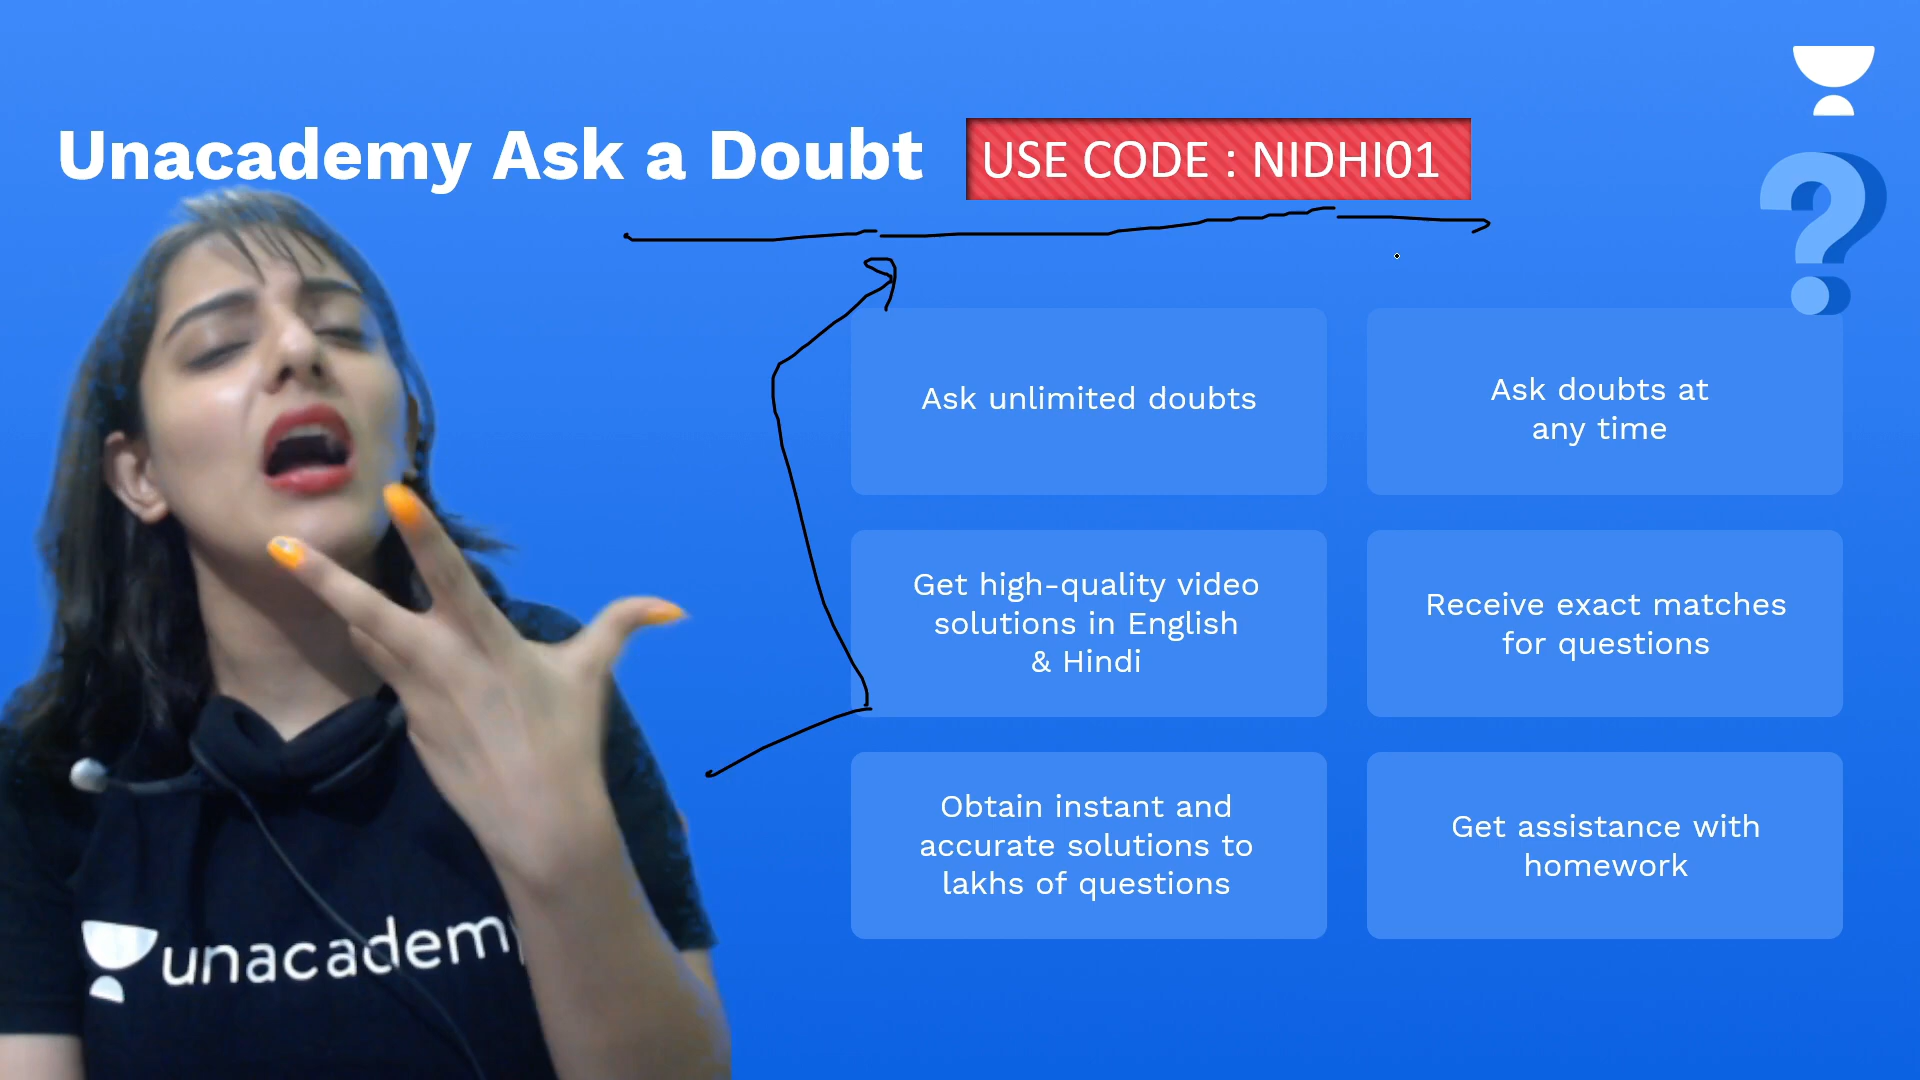 Unacademy Ask a Doubt
USE CODE : NIDHI01
Ask unlimited doubts
Ask doubts at
any time
Get high-quality video
solutions in English
& Hindi
Receive exact matches
for questions
Obtain instant and
accurate solutions to
lakhs of questions
Get assistance with
homework
unacademy